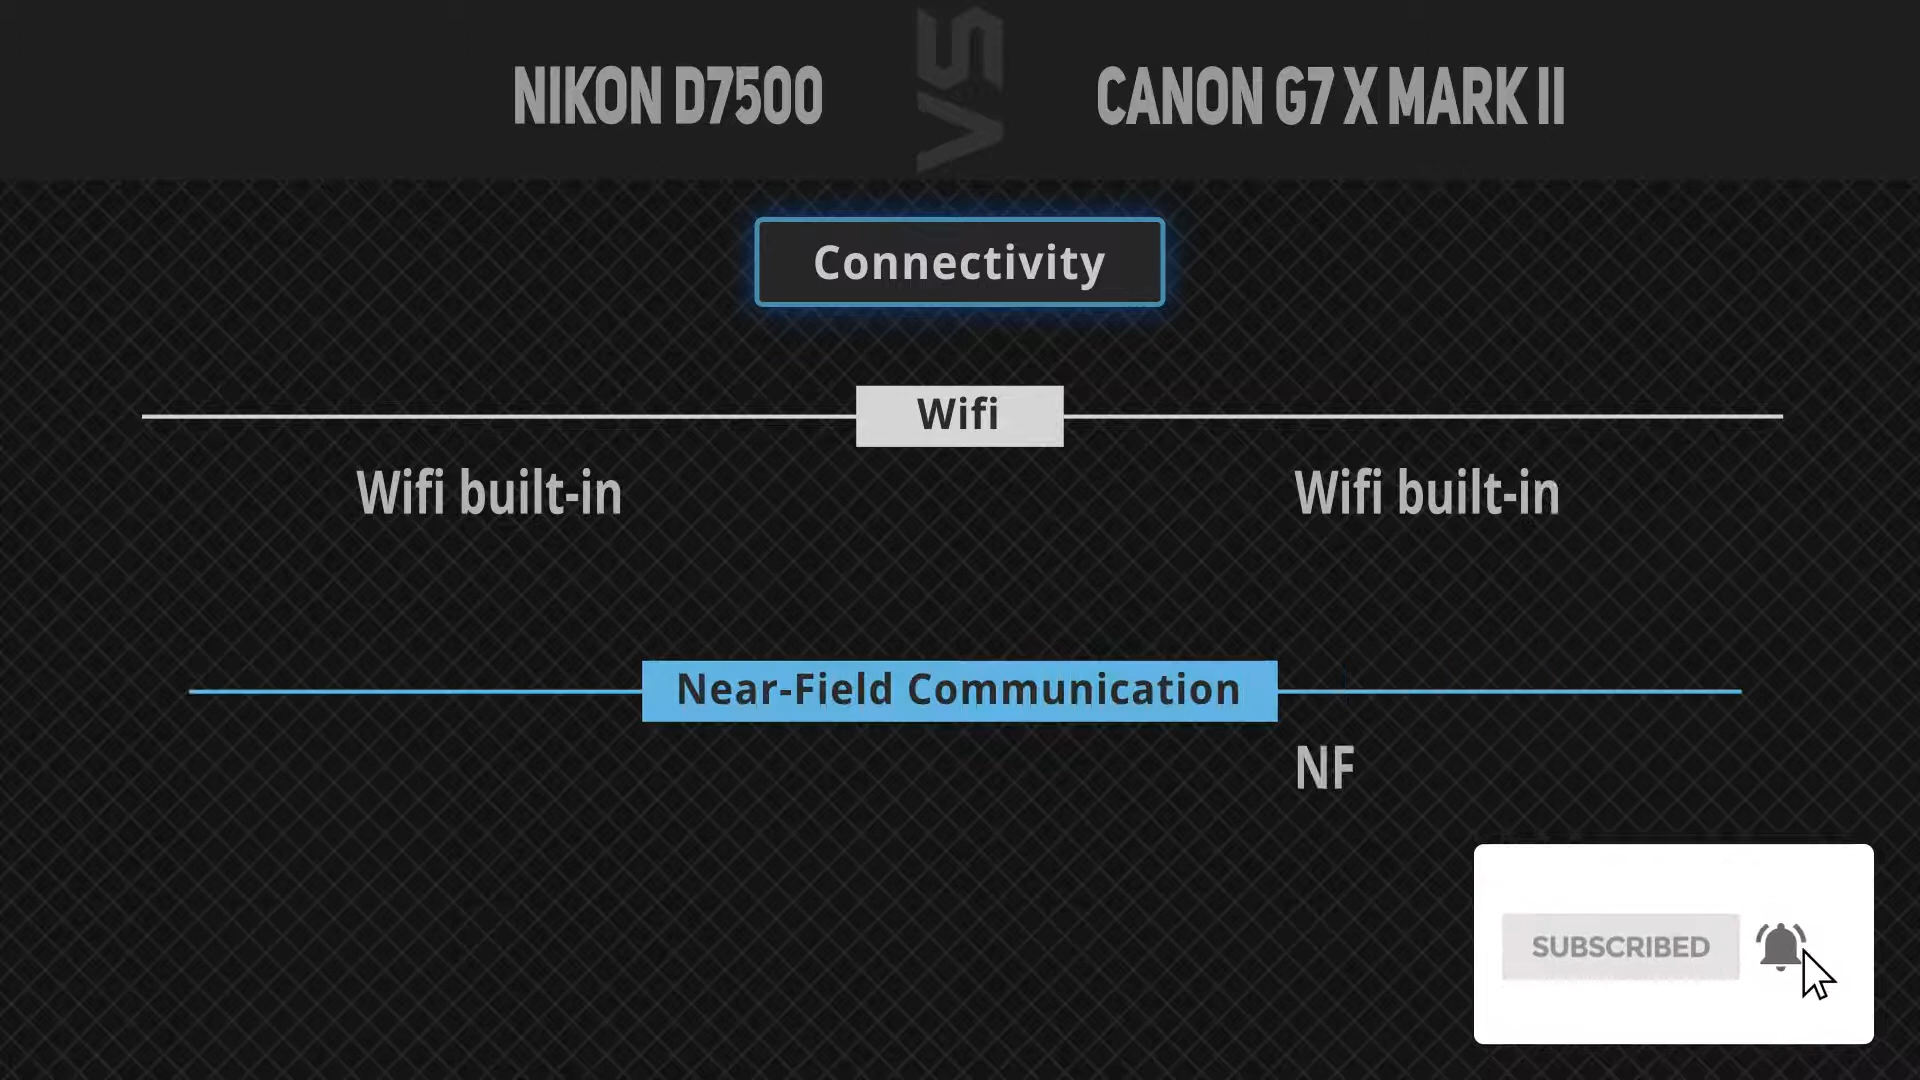 NIKON D7500
VS
CANON G7 X MARK II
Connectivity
Wifi
Wifi built-in
Wifi built-in
Near-Field Communication
NF
SUBSCRIBED